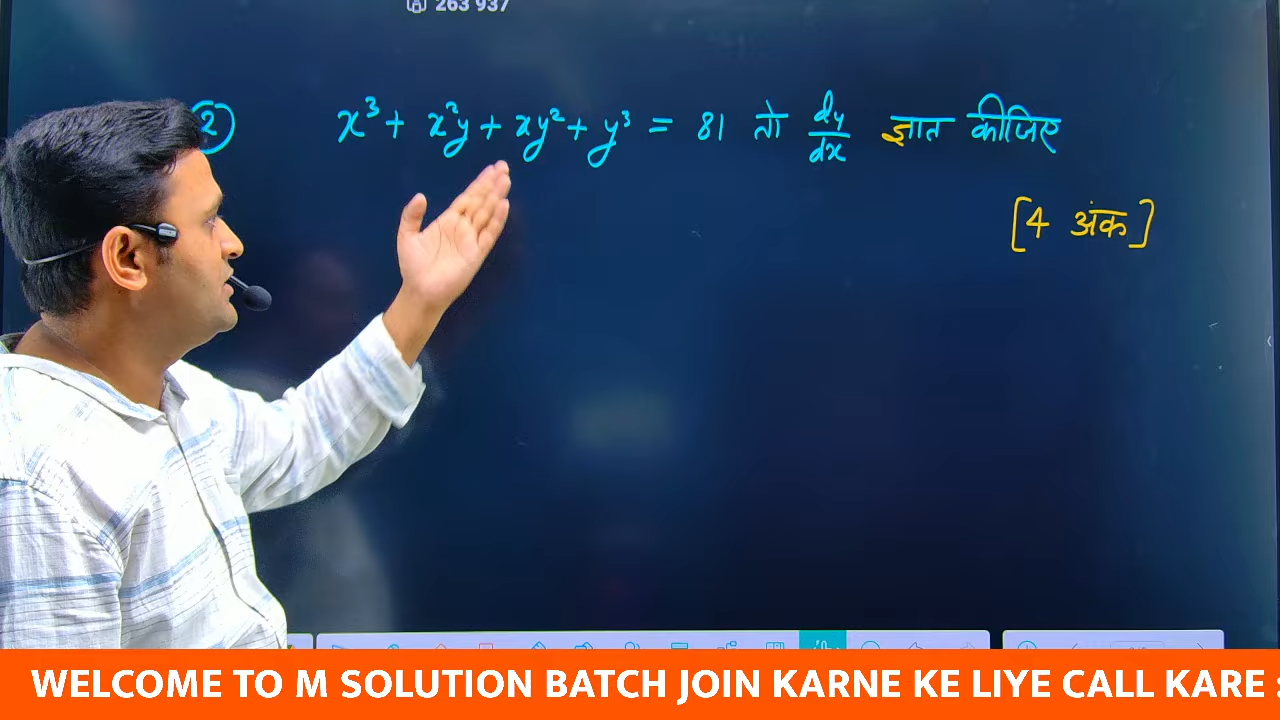 263 937
2 x³ + x²y + xy² + y³ = 81 तो dy/dx ज्ञात कीजिए
[4 अंक]
WELCOME TO M SOLUTION BATCH JOIN KARNE KE LIYE CALL KARE :